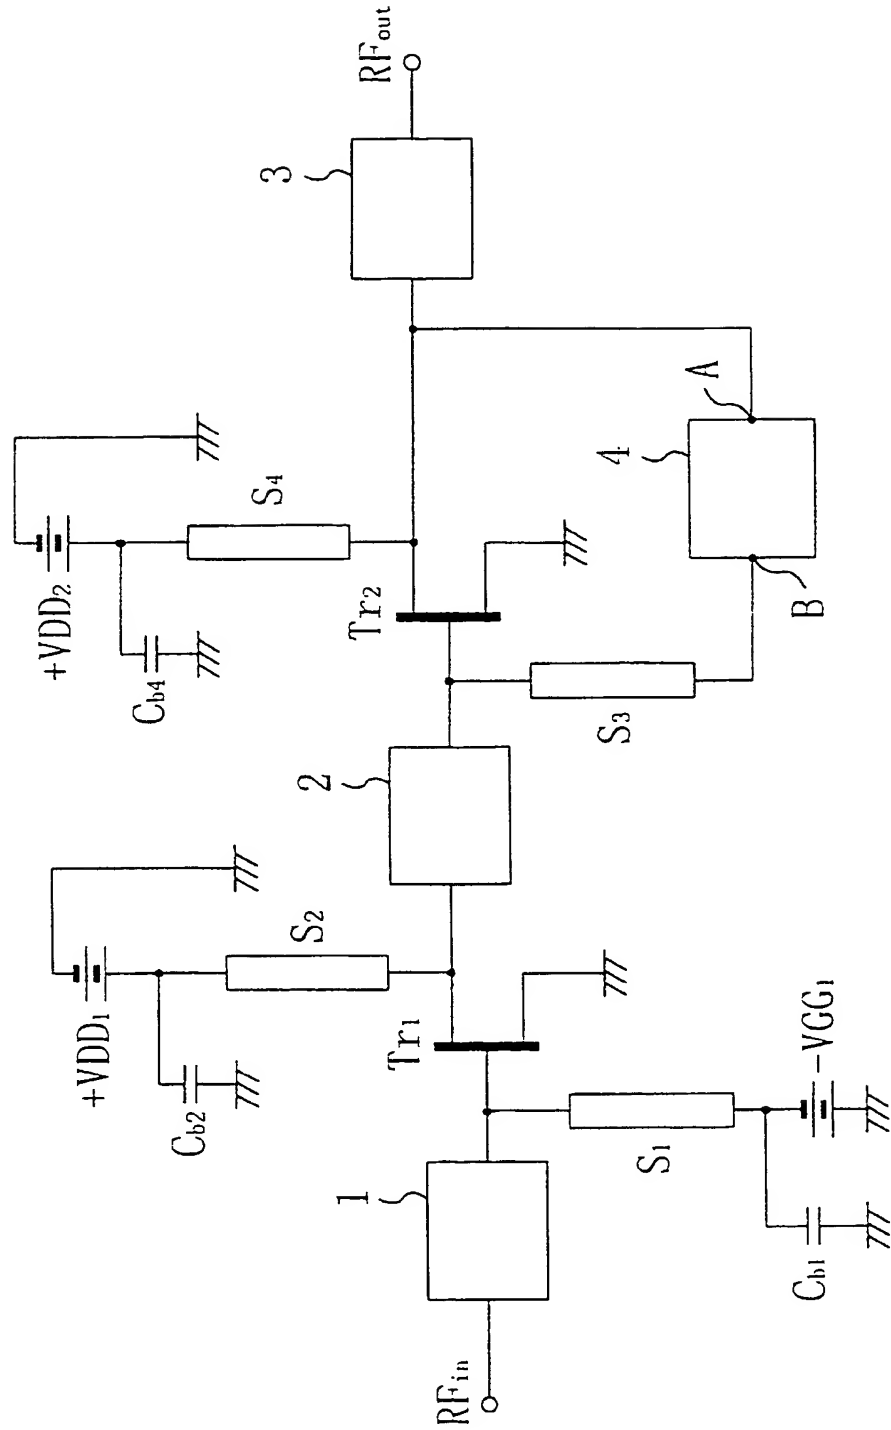 RFin
1
Cb1
S1
-VGG1
Tr1
+VDD1
Cb2
S2
2
S3
Tr2
+VDD2
Cb4
S4
B
4
A
3
RFout